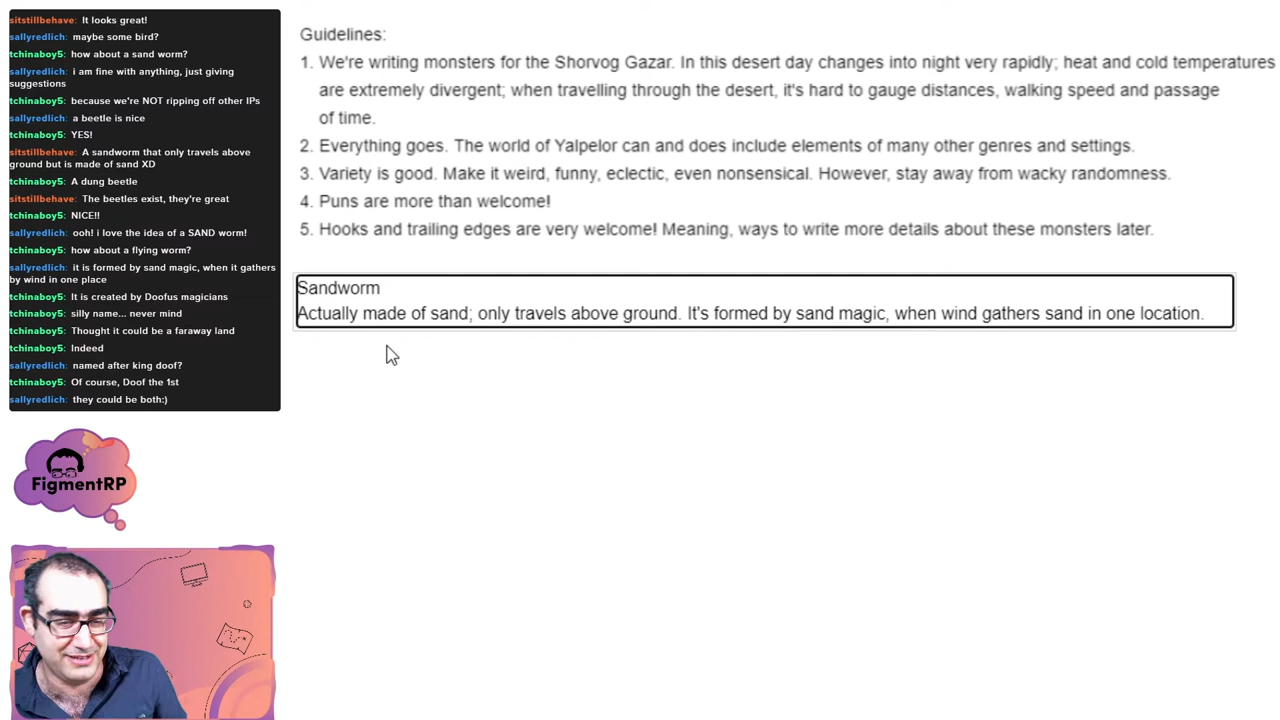 sitstillbehave: It looks great!
sallyredlich: maybe some bird?
tchinaboy5: how about a sand worm?
sallyredlich: i am fine with anything, just giving
suggestions
tchinaboy5: because we're NOT ripping off other IPs
sallyredlich: a beetle is nice
tchinaboy5: YES!
sitstillbehave: A sandworm that only travels above
ground but is made of sand XD
tchinaboy5: A dung beetle
sitstillbehave: The beetles exist, they're great
tchinaboy5: NICE!!
sallyredlich: ooh! i love the idea of a SAND worm!
tchinaboy5: how about a flying worm?
sallyredlich: it is formed by sand magic, when it gathers
by wind in one place
tchinaboy5: It is created by Doofus magicians
tchinaboy5: silly name... never mind
tchinaboy5: Thought it could be a faraway land
tchinaboy5: Indeed
sallyredlich: named after king doof?
tchinaboy5: Of course, Doof the 1st
sallyredlich: they could be both:)
FigmentRP
Guidelines:
1. We're writing monsters for the Shorvog Gazar. In this desert day changes into night very rapidly; heat and cold temperatures
are extremely divergent; when travelling through the desert, it's hard to gauge distances, walking speed and passage
of time.
2. Everything goes. The world of Yalpelor can and does include elements of many other genres and settings.
3. Variety is good. Make it weird, funny, eclectic, even nonsensical. However, stay away from wacky randomness.
4. Puns are more than welcome!
5. Hooks and trailing edges are very welcome! Meaning, ways to write more details about these monsters later.
Sandworm
Actually made of sand; only travels above ground. It's formed by sand magic, when wind gathers sand in one location.